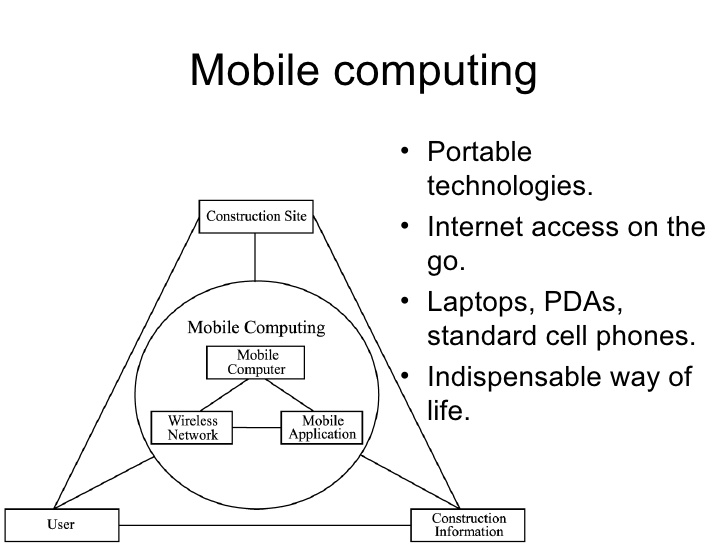 Mobile computing
• Portable
technologies.
• Internet access on the
go.
• Laptops, PDAs,
standard cell phones.
• Indispensable way of
life.
Construction Site
Mobile Computing
Mobile
Computer
Wireless
Network
Mobile
Application
User
Construction
Information